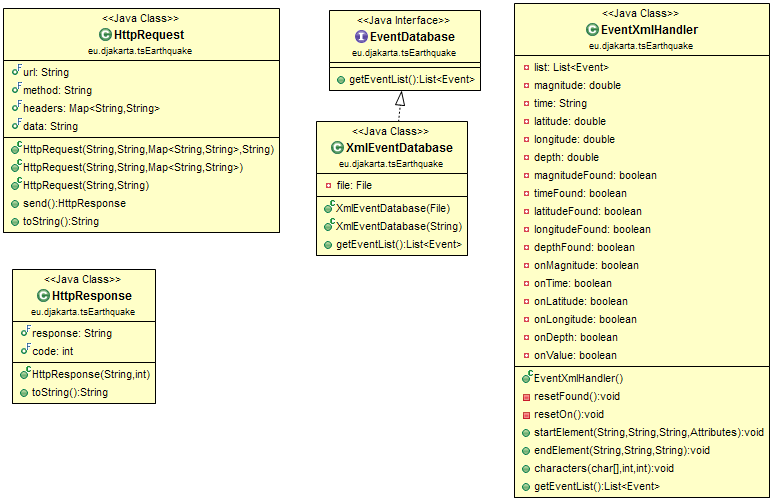 <<Java Class>>
HttpRequest
eu.djakarta.tsEarthquake
url: String
method: String
headers: Map<String,String>
data: String
HttpRequest(String,String,Map<String,String>,String)
HttpRequest(String,String,Map<String,String>)
HttpRequest(String,String)
send():HttpResponse
toString():String
<<Java Interface>>
EventDatabase
eu.djakarta.tsEarthquake
getEventList():List<Event>
<<Java Class>>
XmlEventDatabase
eu.djakarta.tsEarthquake
file: File
XmlEventDatabase(File)
XmlEventDatabase(String)
getEventList():List<Event>
<<Java Class>>
HttpResponse
eu.djakarta.tsEarthquake
response: String
code: int
HttpResponse(String,int)
toString():String
<<Java Class>>
EventXmlHandler
eu.djakarta.tsEarthquake
list: List<Event>
magnitude: double
time: String
latitude: double
longitude: double
depth: double
magnitudeFound: boolean
timeFound: boolean
latitudeFound: boolean
longitudeFound: boolean
depthFound: boolean
onMagnitude: boolean
onTime: boolean
onLatitude: boolean
onLongitude: boolean
onDepth: boolean
onValue: boolean
EventXmlHandler()
resetFound():void
resetOn():void
startElement(String,String,String,Attributes):void
endElement(String,String,String):void
characters(char[],int,int):void
getEventList():List<Event>